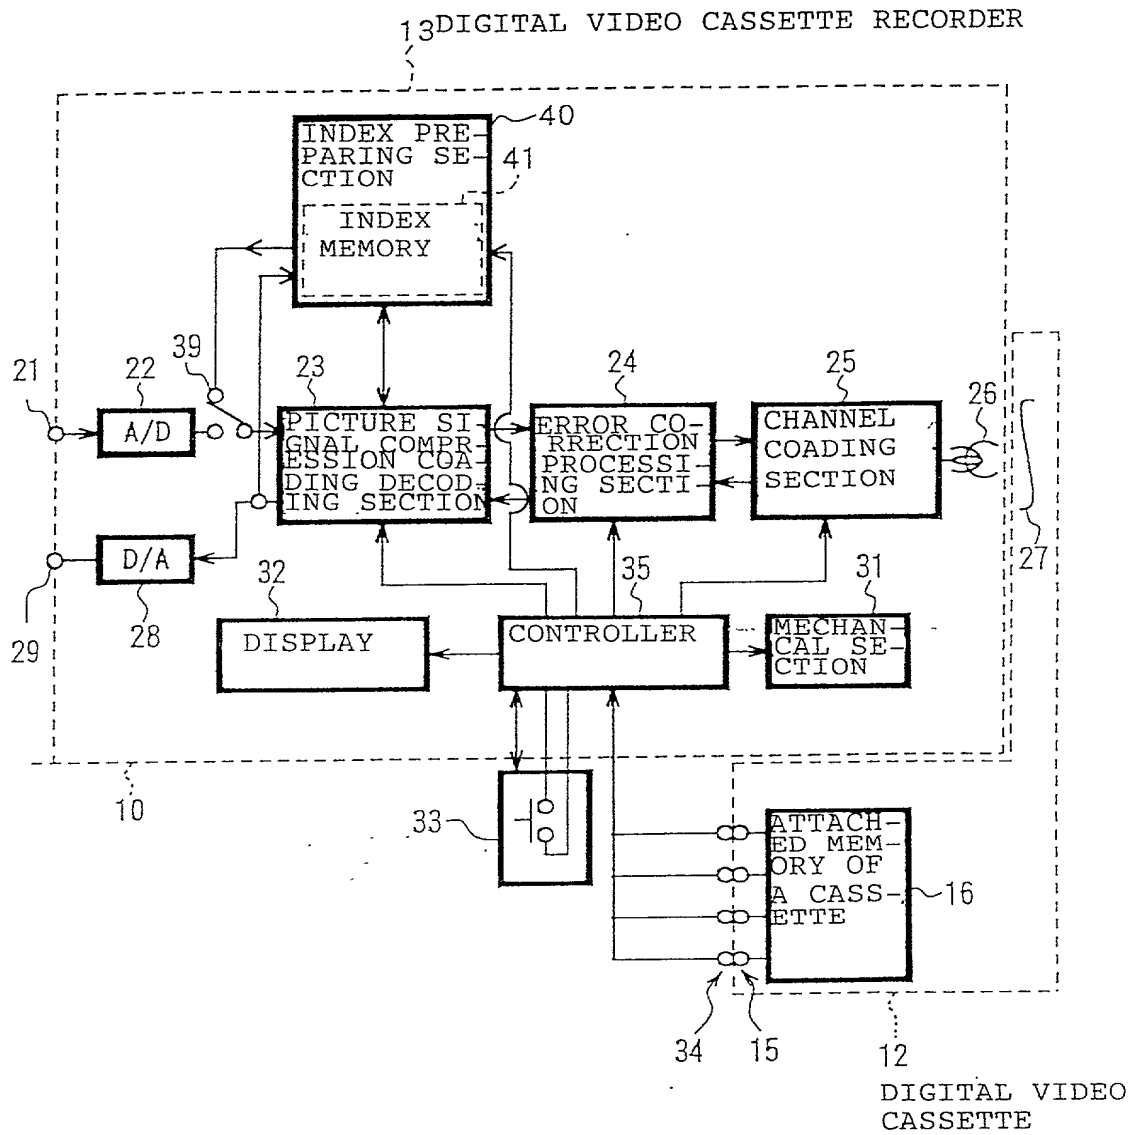 13 DIGITAL VIDEO CASSETTE RECORDER
40
INDEX PRE-
PARING SE-
CTION
41
INDEX
MEMORY
21
22
39
23
24
25
26
A/D
PICTURE SI-
GNAL COMPR-
ESSION COA-
DING DECOD-
ING SECTION
ERROR CO-
RRECTION
PROCESSI-
NG SECTI-
ON
CHANNEL
COADING
SECTION
27
D/A
29
28
32
35
31
DISPLAY
CONTROLLER
MECHAN-
CAL SE-
CTION
10
33
ATTACH-
ED MEM-
ORY OF
A CASS-
ETTE
16
34
15
12
DIGITAL VIDEO
CASSETTE